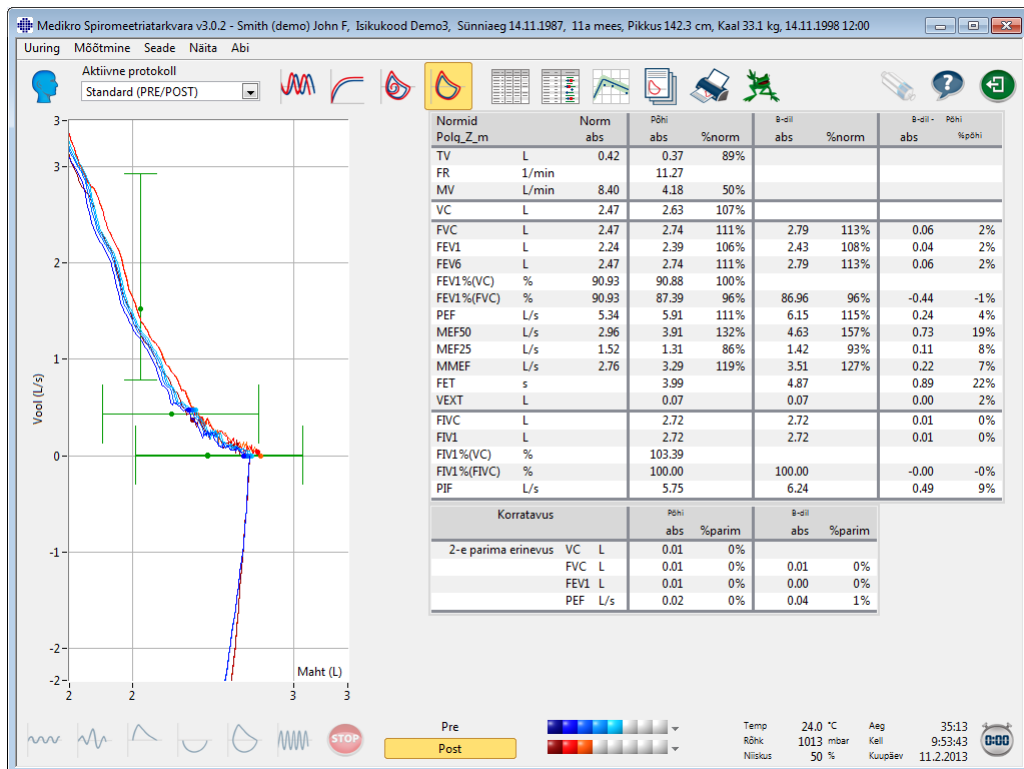 Medikro Spiromeetriatarkvara v3.0.2 - Smith (demo) John F, Isikukood Demo3, Sünniaeg 14.11.1987, 11a mees, Pikkus 142.3 cm, Kaal 33.1 kg, 14.11.1998 12:00
Uuring Mõõtmine Seade Näita Abi
Aktiivne protokoll
Standard (PRE/POST)
Normid Norm Põhi B-dil B-dil - Põhi
Polg_Z_m abs abs %norm abs %norm abs %põhi
TV L 0.42 0.37 89%
FR 1/min 11.27
MV L/min 8.40 4.18 50%
VC L 2.47 2.63 107%
FVC L 2.47 2.74 111% 2.79 113% 0.06 2%
FEV1 L 2.24 2.39 106% 2.43 108% 0.04 2%
FEV6 L 2.47 2.74 111% 2.79 113% 0.06 2%
FEV1%(VC) % 90.93 90.88 100%
FEV1%(FVC) % 90.93 87.39 96% 86.96 96% -0.44 -1%
PEF L/s 5.34 5.91 111% 6.15 115% 0.24 4%
MEF50 L/s 2.96 3.91 132% 4.63 157% 0.73 19%
MEF25 L/s 1.52 1.31 86% 1.42 93% 0.11 8%
MMEF L/s 2.76 3.29 119% 3.51 127% 0.22 7%
FET s 3.99 4.87 0.89 22%
VEXT L 0.07 0.07 0.00 2%
FIVC L 2.72 2.72 0.01 0%
FIV1 L 2.72 2.72 0.01 0%
FIV1%(VC) % 103.39
FIV1%(FIVC) % 100.00 100.00 -0.00 -0%
PIF L/s 5.75 6.24 0.49 9%
Korratavus Põhi B-dil
abs %parim abs %parim
2-e parima erinevus VC L 0.01 0%
FVC L 0.01 0% 0.01 0%
FEV1 L 0.01 0% 0.00 0%
PEF L/s 0.02 0% 0.04 1%
3
3
2
1
0
-1
-2
-2
Vool (L/s)
Maht (L)
2 2 3 3
STOP
Pre
Post
Temp 24.0 °C Aeg 35:13
Rõhk 1013 mbar Kell 9:53:43
Niiskus 50 % Kuupäev 11.2.2013
0:00